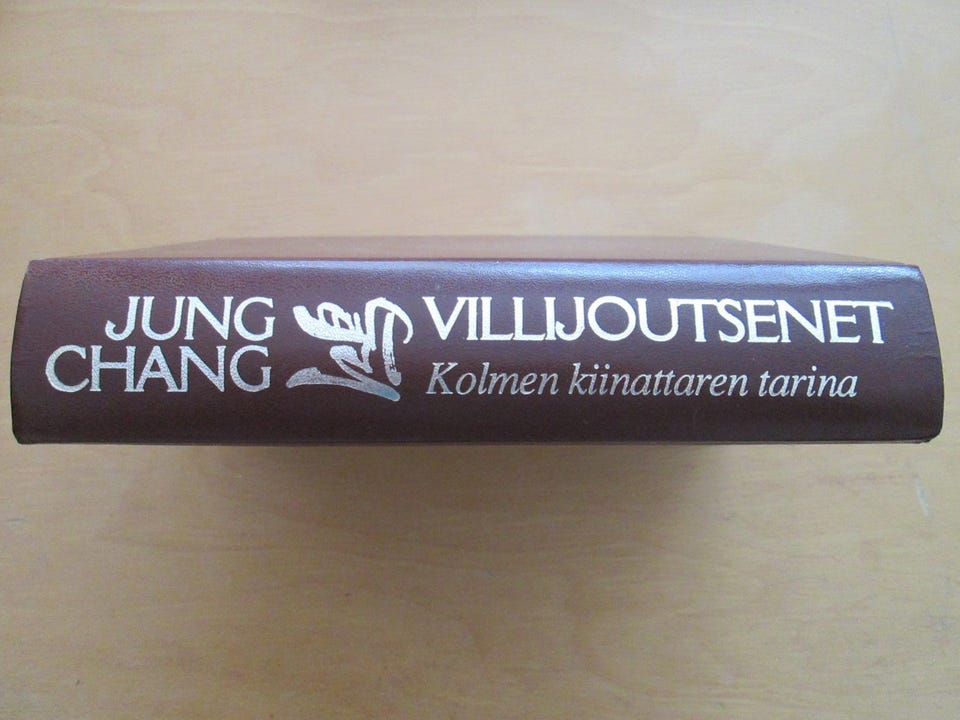 JUNG
CHANG
VILLIJOUTSENET
Kolmen kiinattaren tarina